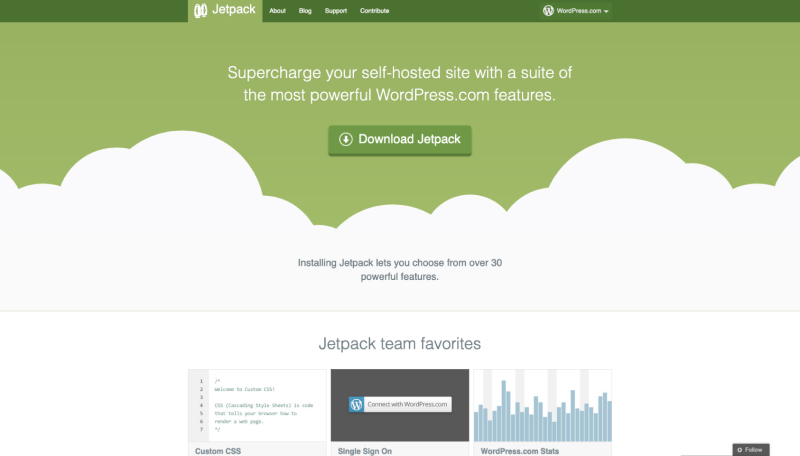 Jetpack About Blog Support Contribute WordPress.com
Supercharge your self-hosted site with a suite of
the most powerful WordPress.com features.
Download Jetpack
Installing Jetpack lets you choose from over 30
powerful features.
Jetpack team favorites
1 /*
2 Welcome to Custom CSS!
3
4 CSS (Cascading Style Sheets) is code
5 that tells your browser how to
6 render a web page.
7 */
Custom CSS
Connect with WordPress.com
Single Sign On
WordPress.com Stats
Follow